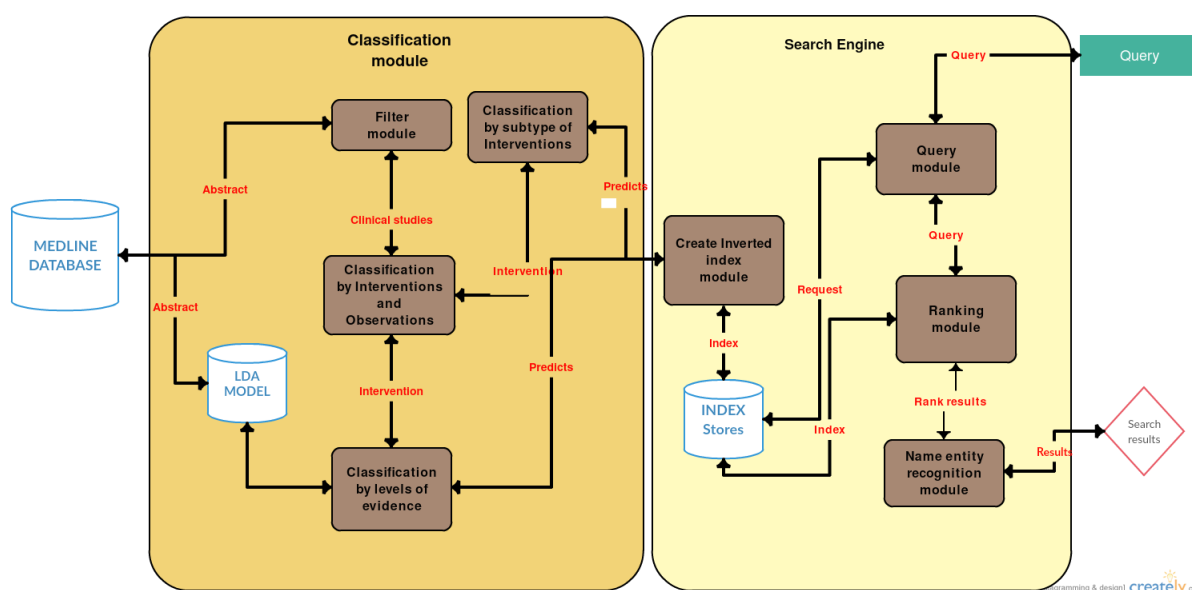 Classification
module
Search Engine
Query
Query
Filter
module
Classification
by subtype of
Interventions
Query
module
Abstract
Predicts
Clinical studies
MEDLINE
DATABASE
Create Inverted
index
module
Query
Classification
by Interventions
and
Observations
Intervention
Request
Ranking
module
Abstract
Index
LDA
MODEL
Intervention
Predicts
Rank results
INDEX
Stores
Index
Search
results
Results
Classification
by levels of
evidence
Name entity
recognition
module
ogramming & design]
creately